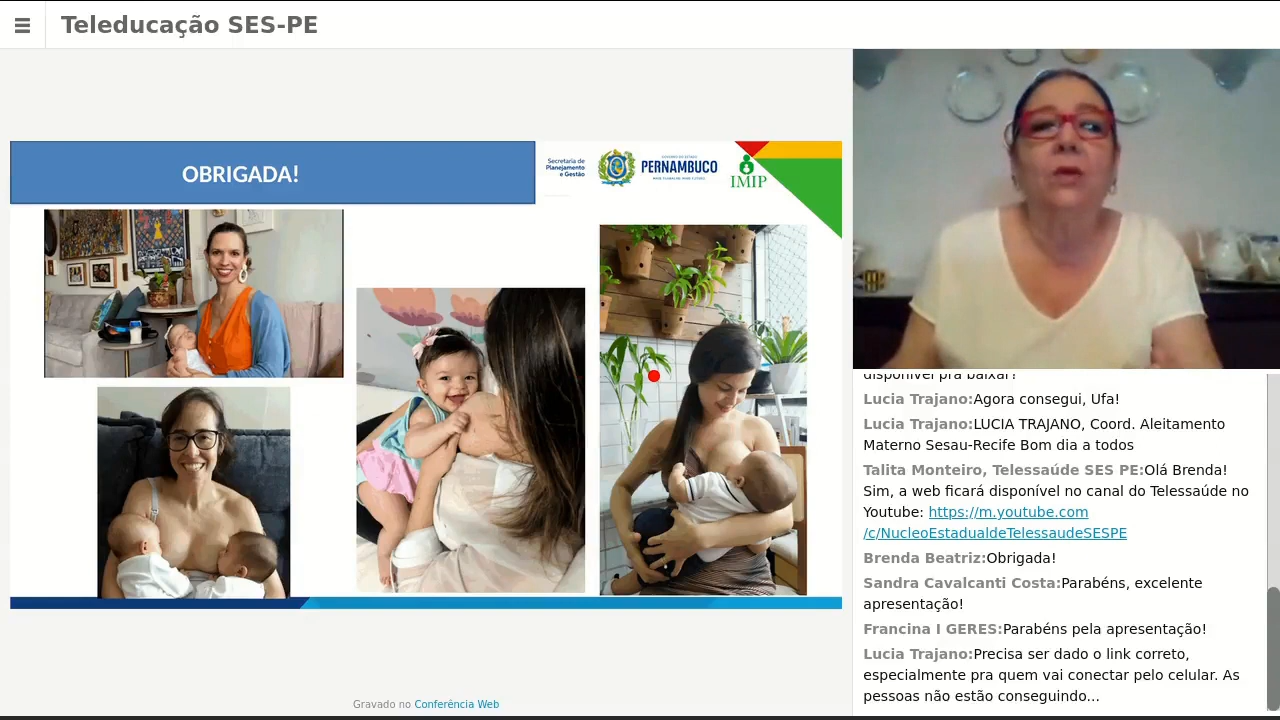 Teleducação SES-PE
OBRIGADA!
Secretaria de
Planejamento
e Gestão
PERNAMBUCO
IMIP
disponível pra baixar!
Lucia Trajano:Agora consegui, Ufa!
Lucia Trajano:LUCIA TRAJANO, Coord. Aleitamento
Materno Sesau-Recife Bom dia a todos
Talita Monteiro, Telessaúde SES PE:Olá Brenda!
Sim, a web ficará disponível no canal do Telessaúde no
Youtube: https://m.youtube.com
/c/NucleoEstadualdeTelessaudeSESPE
Brenda Beatriz:Obrigada!
Sandra Cavalcanti Costa:Parabéns, excelente
apresentação!
Francina I GERES:Parabéns pela apresentação!
Lucia Trajano:Precisa ser dado o link correto,
especialmente pra quem vai conectar pelo celular. As
pessoas não estão conseguindo...
Gravado no Conferência Web